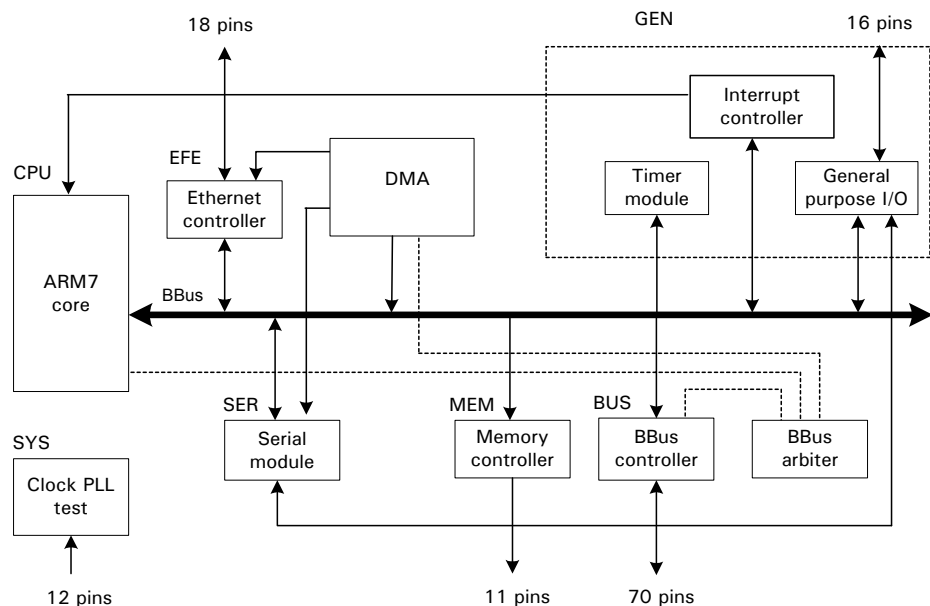 18 pins
GEN
16 pins
Interrupt
controller
EFE
DMA
CPU
Timer
module
General
purpose I/O
Ethernet
controller
ARM7
core
BBus
SER
MEM
BUS
SYS
Serial
module
Memory
controller
BBus
controller
BBus
arbiter
Clock PLL
test
12 pins
11 pins
70 pins